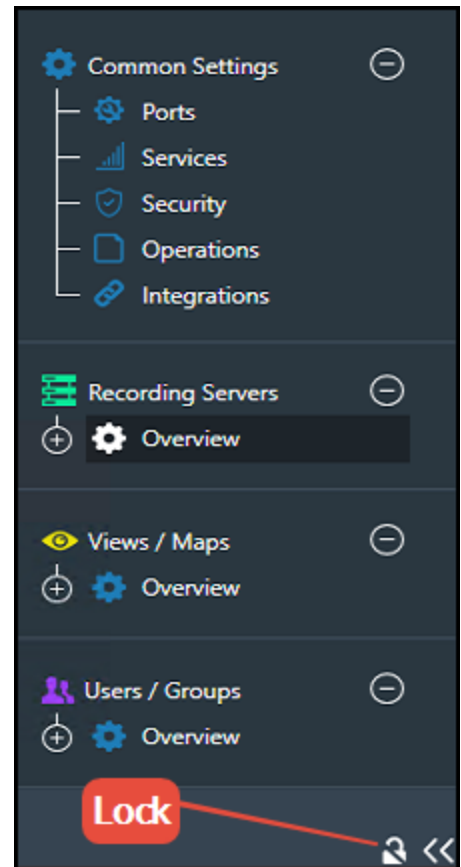 Common Settings
Ports
Services
Security
Operations
Integrations
Recording Servers
Overview
Views / Maps
Overview
Users / Groups
Overview
Lock